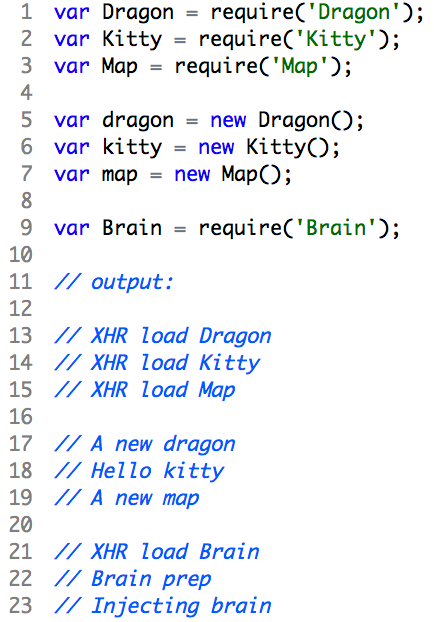 1 var Dragon = require('Dragon');
2 var Kitty = require('Kitty');
3 var Map = require('Map');
4
5 var dragon = new Dragon();
6 var kitty = new Kitty();
7 var map = new Map();
8
9 var Brain = require('Brain');
10
11 // output:
12
13 // XHR load Dragon
14 // XHR load Kitty
15 // XHR load Map
16
17 // A new dragon
18 // Hello kitty
19 // A new map
20
21 // XHR load Brain
22 // Brain prep
23 // Injecting brain